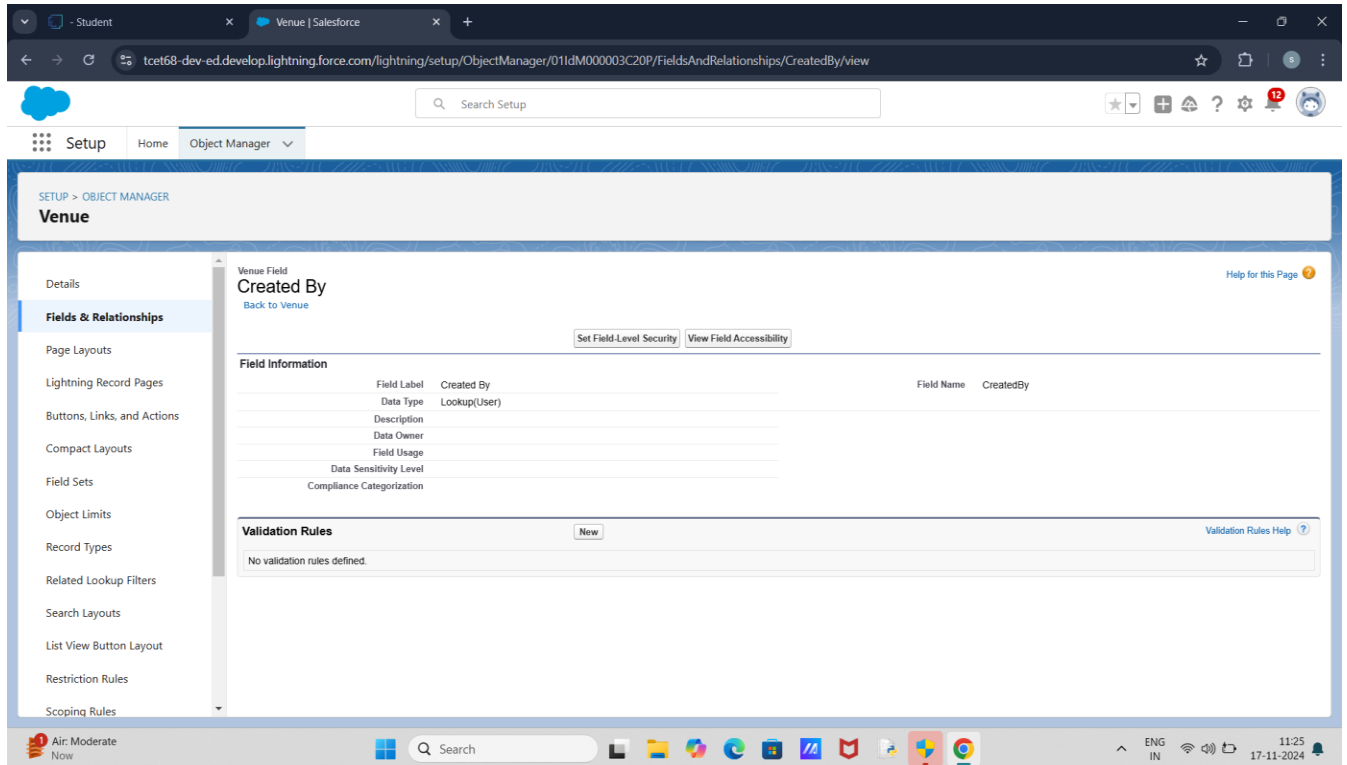 - Student
Venue | Salesforce
tcet68-dev-ed.develop.lightning.force.com/lightning/setup/ObjectManager/01IdM000003C20P/FieldsAndRelationships/CreatedBy/view
s
Search Setup
12
Setup
Home
Object Manager
SETUP > OBJECT MANAGER
Venue
Details
Fields & Relationships
Page Layouts
Lightning Record Pages
Buttons, Links, and Actions
Compact Layouts
Field Sets
Object Limits
Record Types
Related Lookup Filters
Search Layouts
List View Button Layout
Restriction Rules
Scoping Rules
Venue Field
Created By
Back to Venue
Help for this Page ?
Set Field-Level Security View Field Accessibility
Field Information
Field Label Created By Field Name CreatedBy
Data Type Lookup(User)
Description
Data Owner
Field Usage
Data Sensitivity Level
Compliance Categorization
Validation Rules New Validation Rules Help ?
No validation rules defined.
1
Air: Moderate
Now
Search
ENG
IN
11:25
17-11-2024